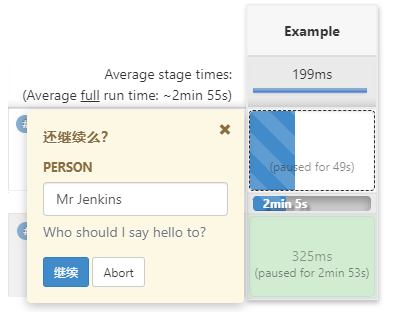 Example
Average stage times:
199ms
(Average full run time: ~2min 55s)
#
还继续么?
PERSON
Mr Jenkins
Who should I say hello to?
继续
Abort
(paused for 49s)
2min 5s
#
325ms
(paused for 2min 53s)